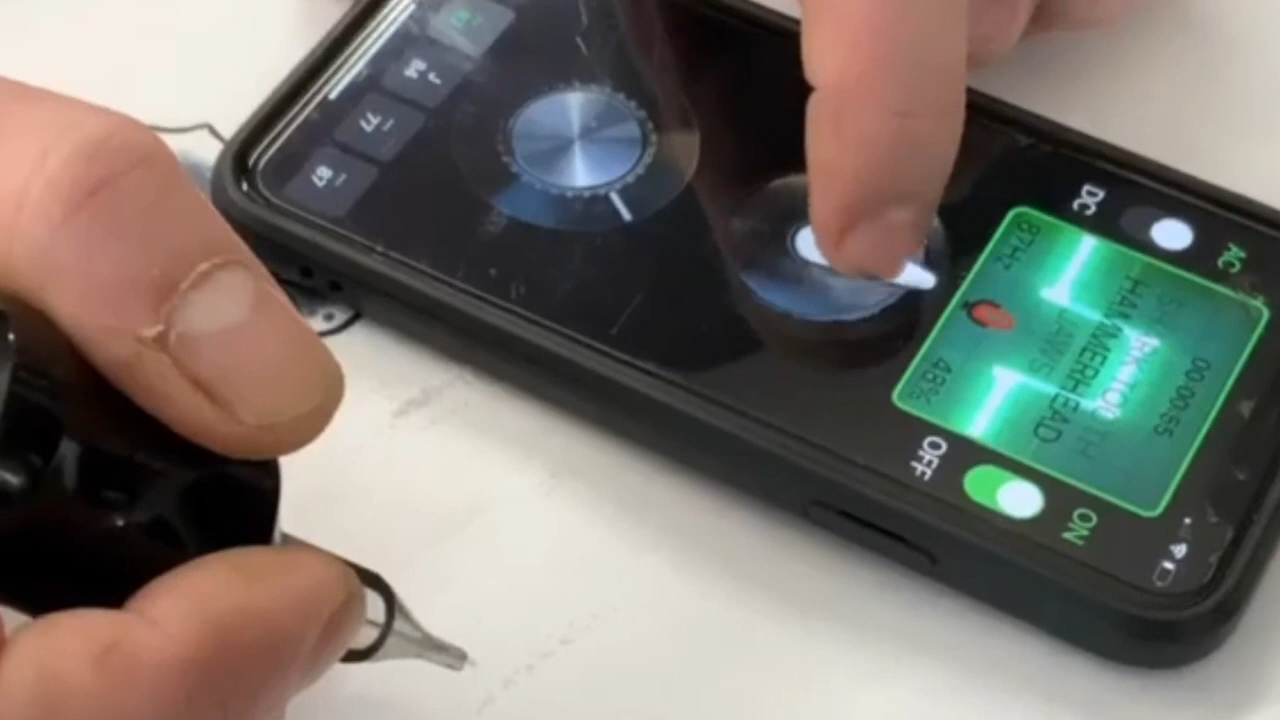 AC
DC
00:00:55
HAMMERHEAD
JAWS
87Hz
48%
ON
OFF
84
77
87